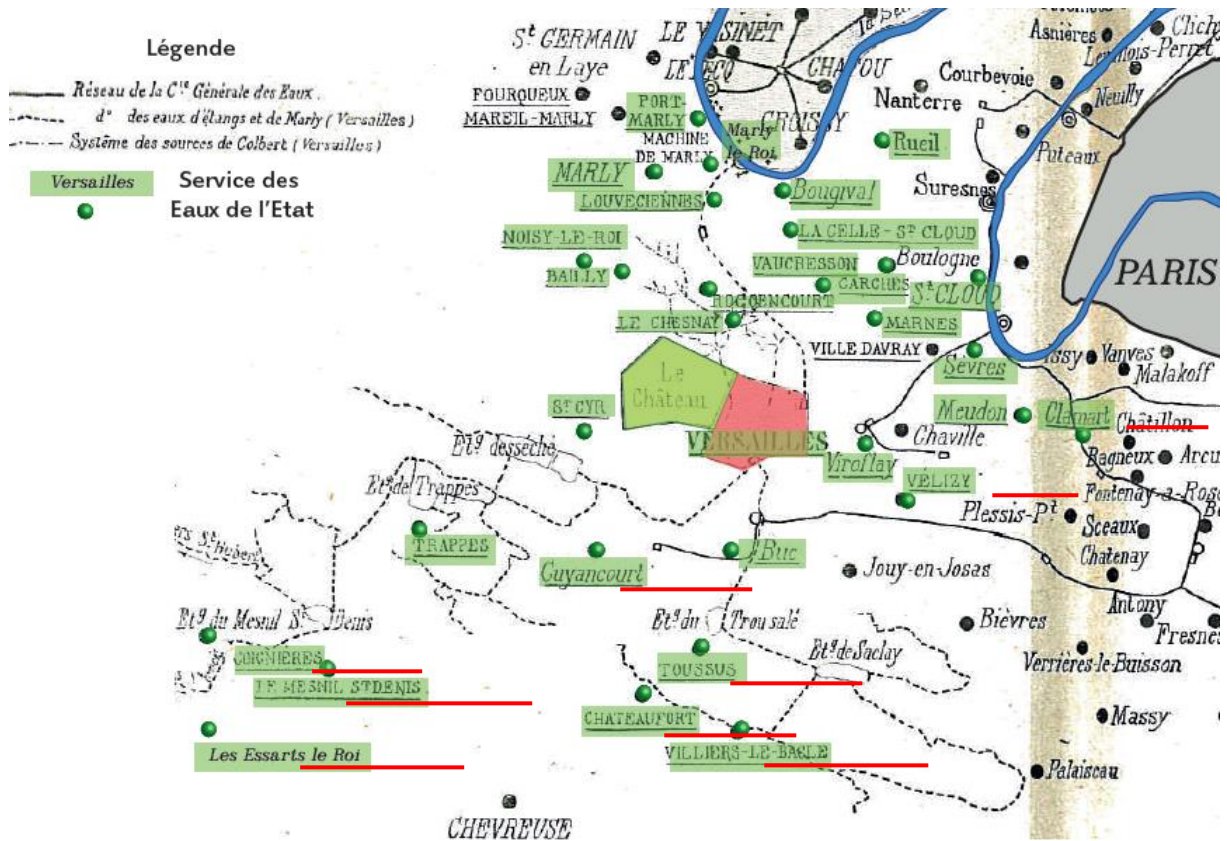 Légende
Réseau de la Cie Générale des Eaux.
do des eaux d'étangs et de Marly (Versailles)
Système des sources de Colbert (Versailles)
Versailles
Service des
Eaux de l'Etat
St GERMAIN
en Laye
LE VESINET
LE PECQ
CHATOU
CROISSY
FOURQUEUX
MAREIL-MARLY
PORT-
MARLY
MACHINE
DE MARLY
Marly
le Roi
MARLY
LOUVECIENNES
Bougival
Rueil
Nanterre
Courbevoie
Asnières
Levallois-Perret
Clichy
Neuilly
Puteaux
Suresnes
NOISY-LE-ROI
BAILLY
LA CELLE-St CLOUD
VAUCRESSON
Boulogne
GARCHES
St CLOUD
PARIS
ROCQENCOURT
LE CHESNAY
MARNES
VILLE DAVRAY
Sèvres
Issy
Vanves
Malakoff
Le
Château
VERSAILLES
St CYR
Meudon
Clamart
Châtillon
Chaville
Viroflay
Bagneux
Arcu
VÉLIZY
Fontenay-a-Rose
Plessis-Pt
Sceaux
Chatenay
Etg desseché
Etg de Trappes
TRAPPES
Guyancourt
Buc
Jouy-en-Josas
Antony
Fresnes
Bièvres
Verrières-le-Buisson
Etg du Mesnil St Denis
COIGNIÈRES
LE MESNIL St DENIS
Etg du Trou salé
Etg de Saclay
TOUSSUS
CHATEAUFORT
VILLIERS-LE-BACLE
Massy
Les Essarts le Roi
Palaiseau
CHEVREUSE